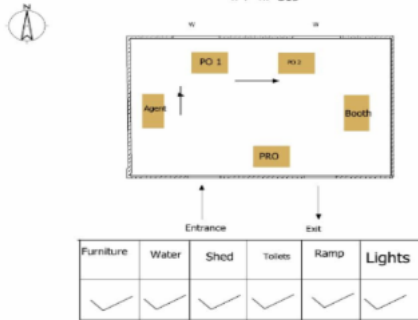 N
W W
PO 1 PO 2
Agent Booth
PRO
Entrance Exit
Furniture Water Shed Toilets Ramp Lights